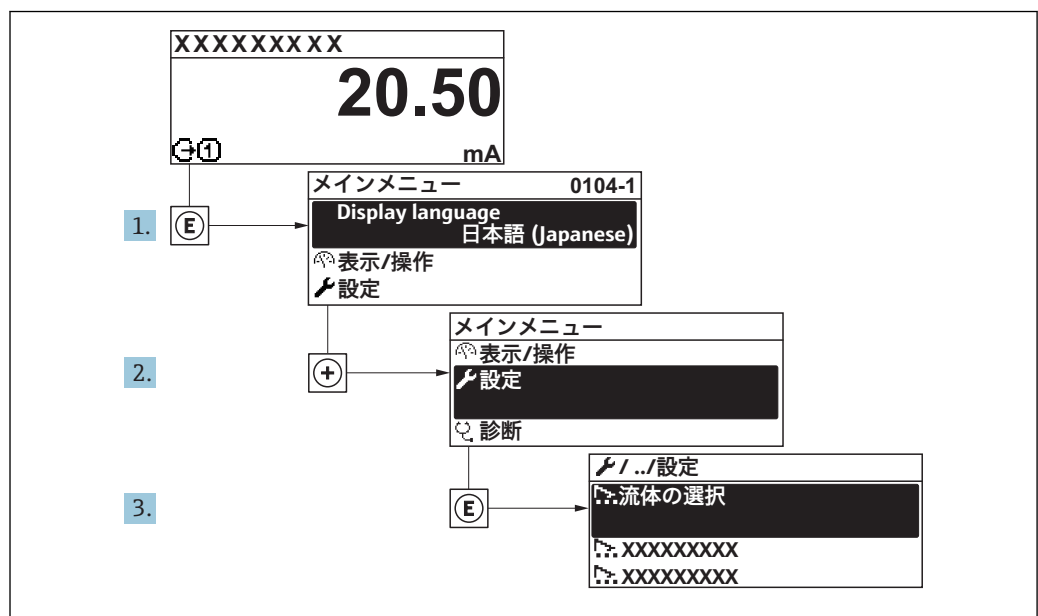 XXXXXXXXX
20.50
mA
1
メインメニュー 0104-1
1. E
Display language
日本語 (Japanese)
表示/操作
設定
メインメニュー
表示/操作
2. +
設定
診断
/ ../設定
3. E
流体の選択
XXXXXXXXX
XXXXXXXXX